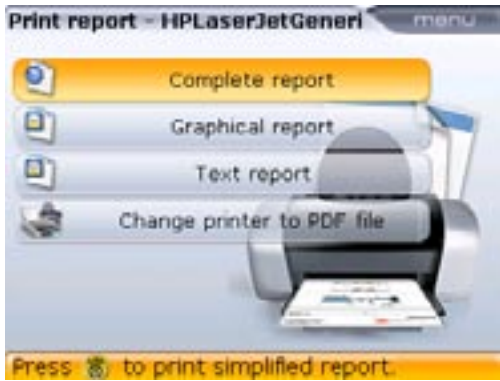 Print report - HPLaserJetGeneri
menu
Complete report
Graphical report
Text report
Change printer to PDF file
Press to print simplified report.